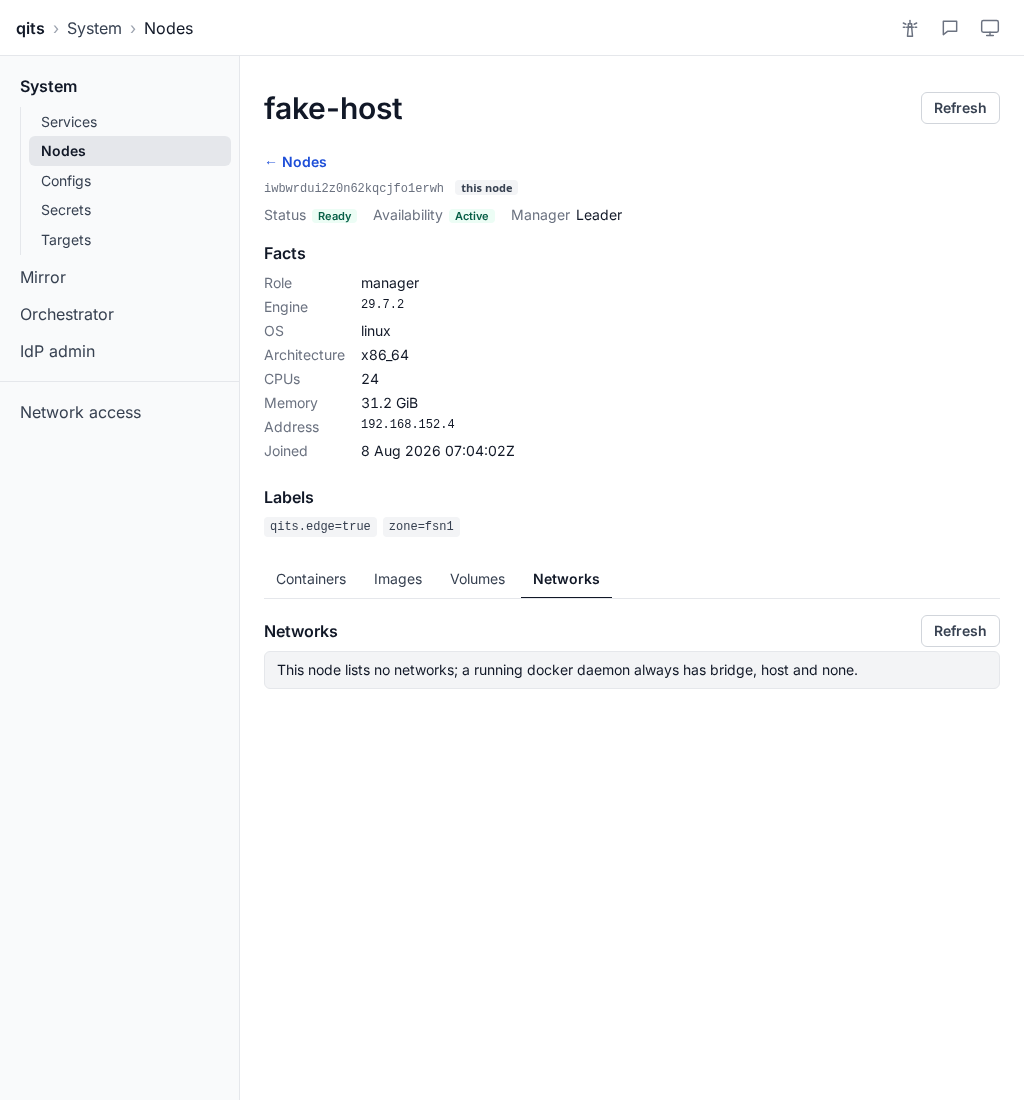 qits › System › Nodes
System
Services
Nodes
Configs
Secrets
Targets
Mirror
Orchestrator
IdP admin
Network access
fake-host
Refresh
← Nodes
iwbwrdui2z0n62kqcjfo1erwh this node
Status Ready Availability Active Manager Leader
Facts
Role manager
Engine 29.7.2
OS linux
Architecture x86_64
CPUs 24
Memory 31.2 GiB
Address 192.168.152.4
Joined 8 Aug 2026 07:04:02Z
Labels
qits.edge=true zone=fsn1
Containers Images Volumes Networks
Networks
Refresh
This node lists no networks; a running docker daemon always has bridge, host and none.